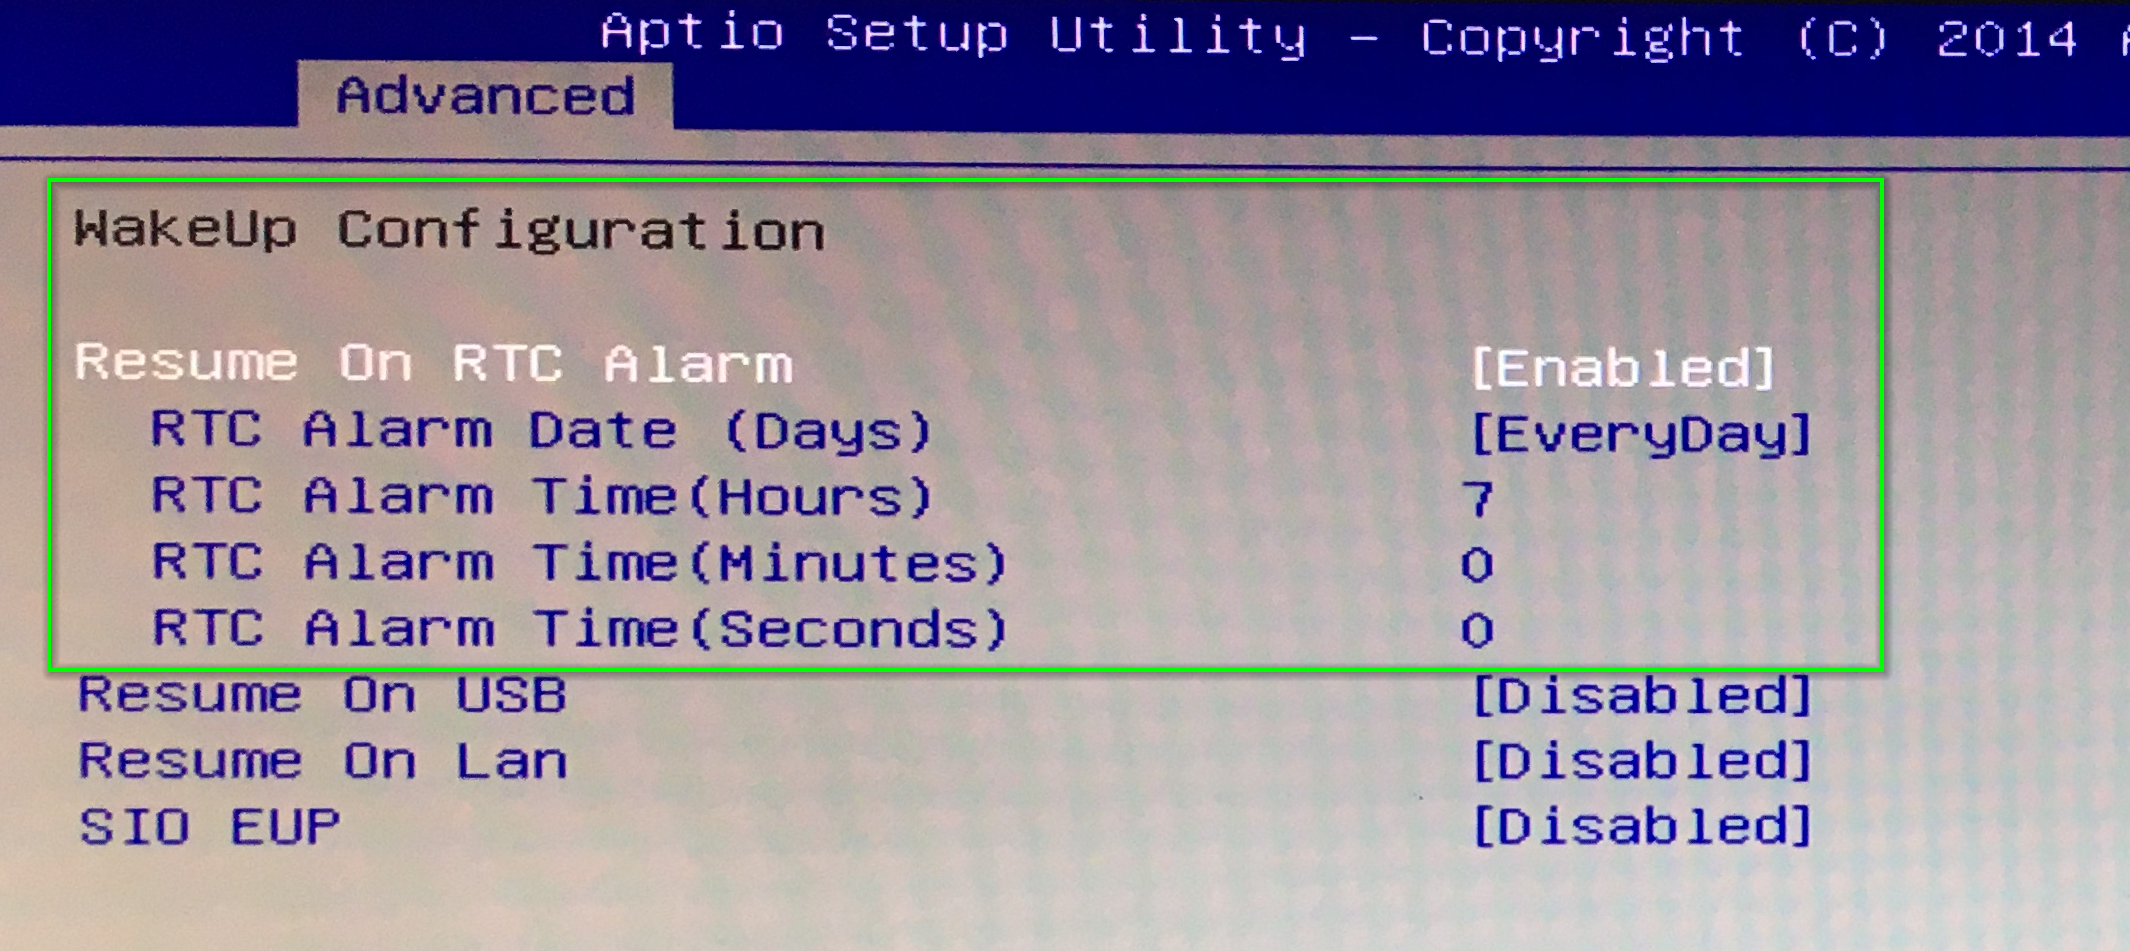 Aptio Setup Utility - Copyright (C) 2014
Advanced
WakeUp Configuration
Resume On RTC Alarm [Enabled]
RTC Alarm Date (Days) [EveryDay]
RTC Alarm Time(Hours) 7
RTC Alarm Time(Minutes) 0
RTC Alarm Time(Seconds) 0
Resume On USB [Disabled]
Resume On Lan [Disabled]
SIO EUP [Disabled]